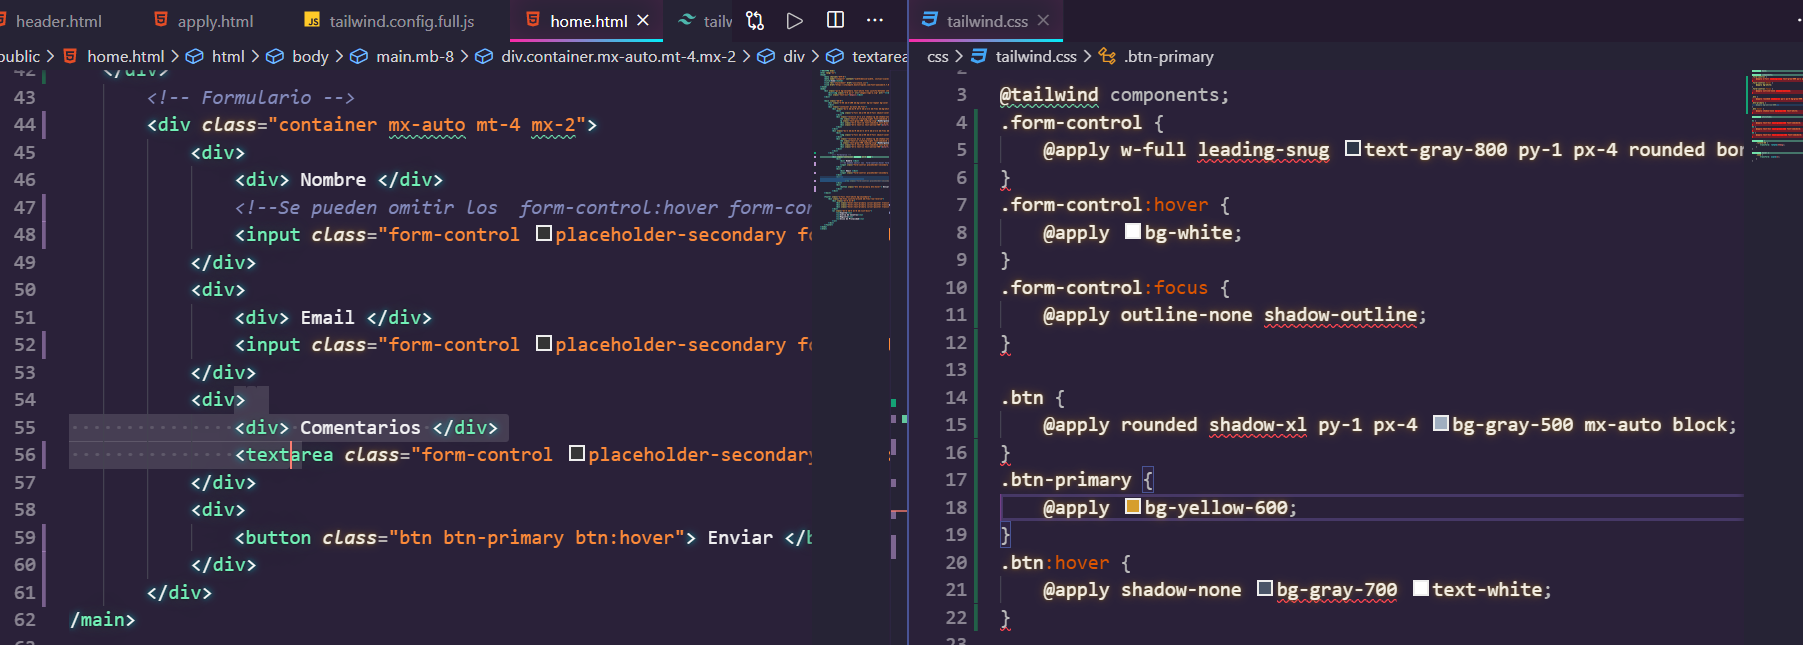 header.html
apply.html
tailwind.config.full.js
home.html
tailw
public > home.html > html > body > main.mb-8 > div.container.mx-auto.mt-4.mx-2 > div > textarea
42 </div>
43 <!-- Formulario -->
44 <div class="container mx-auto mt-4 mx-2">
45 <div>
46 <div> Nombre </div>
47 <!--Se pueden omitir los  form-control:hover form-con
48 <input class="form-control placeholder-secondary fo
49 </div>
50 <div>
51 <div> Email </div>
52 <input class="form-control placeholder-secondary fo
53 </div>
54 <div>
55 <div> Comentarios </div>
56 <textarea class="form-control placeholder-secondary
57 </div>
58 <div>
59 <button class="btn btn-primary btn:hover"> Enviar </b
60 </div>
61 </div>
62 /main>
63
tailwind.css
css > tailwind.css > .btn-primary
2
3 @tailwind components;
4 .form-control {
5 @apply w-full leading-snug text-gray-800 py-1 px-4 rounded bor
6 }
7 .form-control:hover {
8 @apply bg-white;
9 }
10 .form-control:focus {
11 @apply outline-none shadow-outline;
12 }
13
14 .btn {
15 @apply rounded shadow-xl py-1 px-4 bg-gray-500 mx-auto block;
16 }
17 .btn-primary {
18 @apply bg-yellow-600;
19 }
20 .btn:hover {
21 @apply shadow-none bg-gray-700 text-white;
22 }
23